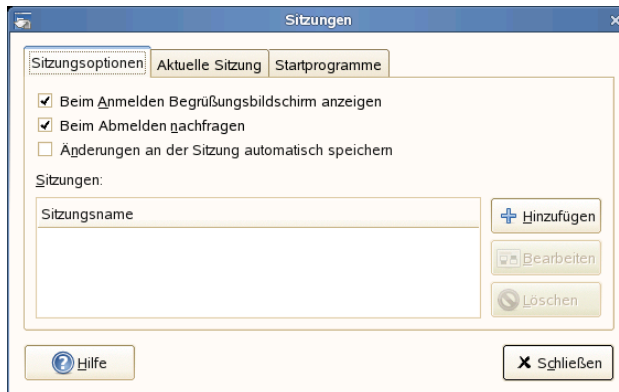 Sitzungen
Sitzungsoptionen Aktuelle Sitzung Startprogramme
Beim Anmelden Begrüßungsbildschirm anzeigen
Beim Abmelden nachfragen
Änderungen an der Sitzung automatisch speichern
Sitzungen:
Sitzungsname
Hinzufügen
Bearbeiten
Löschen
Hilfe
Schließen